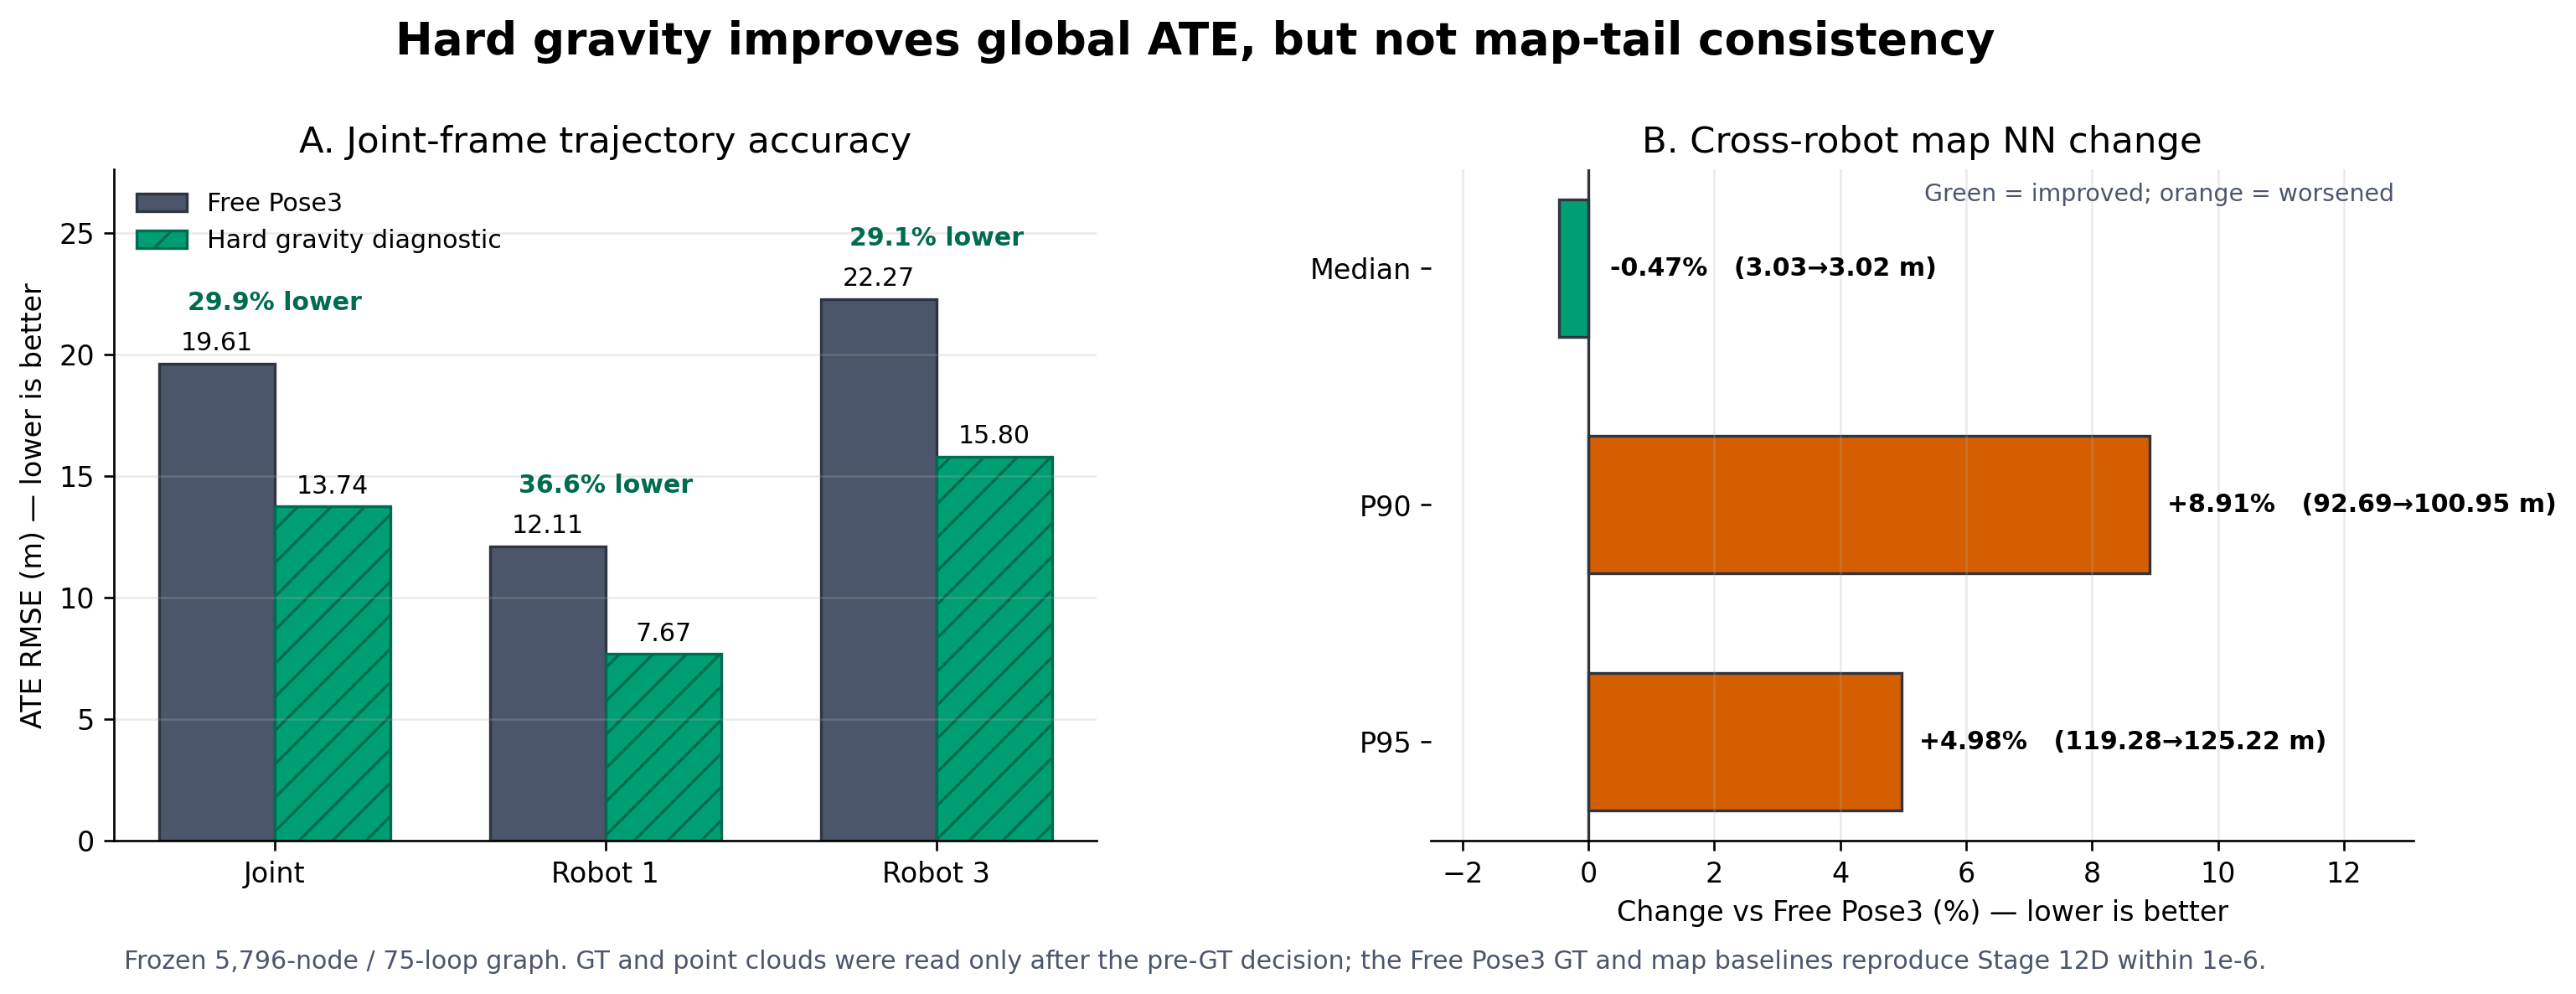 Hard gravity improves global ATE, but not map-tail consistency
A. Joint-frame trajectory accuracy
Free Pose3
Hard gravity diagnostic
29.9% lower
19.61
13.74
36.6% lower
12.11
7.67
29.1% lower
22.27
15.80
ATE RMSE (m) — lower is better
25
20
15
10
5
0
Joint
Robot 1
Robot 3
B. Cross-robot map NN change
Green = improved; orange = worsened
Median
-0.47% (3.03→3.02 m)
P90
+8.91% (92.69→100.95 m)
P95
+4.98% (119.28→125.22 m)
−2 0 2 4 6 8 10 12
Change vs Free Pose3 (%) — lower is better
Frozen 5,796-node / 75-loop graph. GT and point clouds were read only after the pre-GT decision; the Free Pose3 GT and map baselines reproduce Stage 12D within 1e-6.